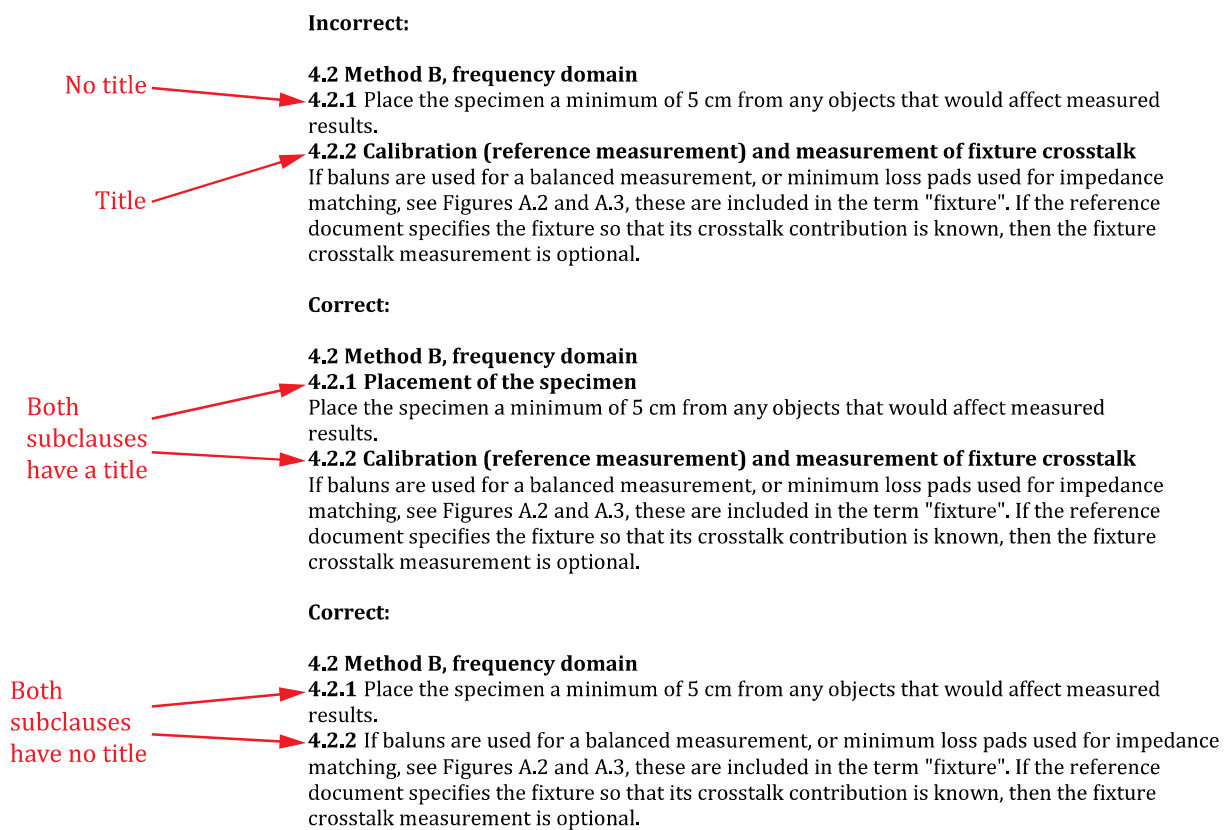 Incorrect:
4.2 Method B, frequency domain
No title
4.2.1 Place the specimen a minimum of 5 cm from any objects that would affect measured
results.
4.2.2 Calibration (reference measurement) and measurement of fixture crosstalk
Title
If baluns are used for a balanced measurement, or minimum loss pads used for impedance
matching, see Figures A.2 and A.3, these are included in the term "fixture". If the reference
document specifies the fixture so that its crosstalk contribution is known, then the fixture
crosstalk measurement is optional.
Correct:
4.2 Method B, frequency domain
4.2.1 Placement of the specimen
Both
subclauses
have a title
Place the specimen a minimum of 5 cm from any objects that would affect measured
results.
4.2.2 Calibration (reference measurement) and measurement of fixture crosstalk
If baluns are used for a balanced measurement, or minimum loss pads used for impedance
matching, see Figures A.2 and A.3, these are included in the term "fixture". If the reference
document specifies the fixture so that its crosstalk contribution is known, then the fixture
crosstalk measurement is optional.
Correct:
4.2 Method B, frequency domain
Both
subclauses
have no title
4.2.1 Place the specimen a minimum of 5 cm from any objects that would affect measured
results.
4.2.2 If baluns are used for a balanced measurement, or minimum loss pads used for impedance
matching, see Figures A.2 and A.3, these are included in the term "fixture". If the reference
document specifies the fixture so that its crosstalk contribution is known, then the fixture
crosstalk measurement is optional.